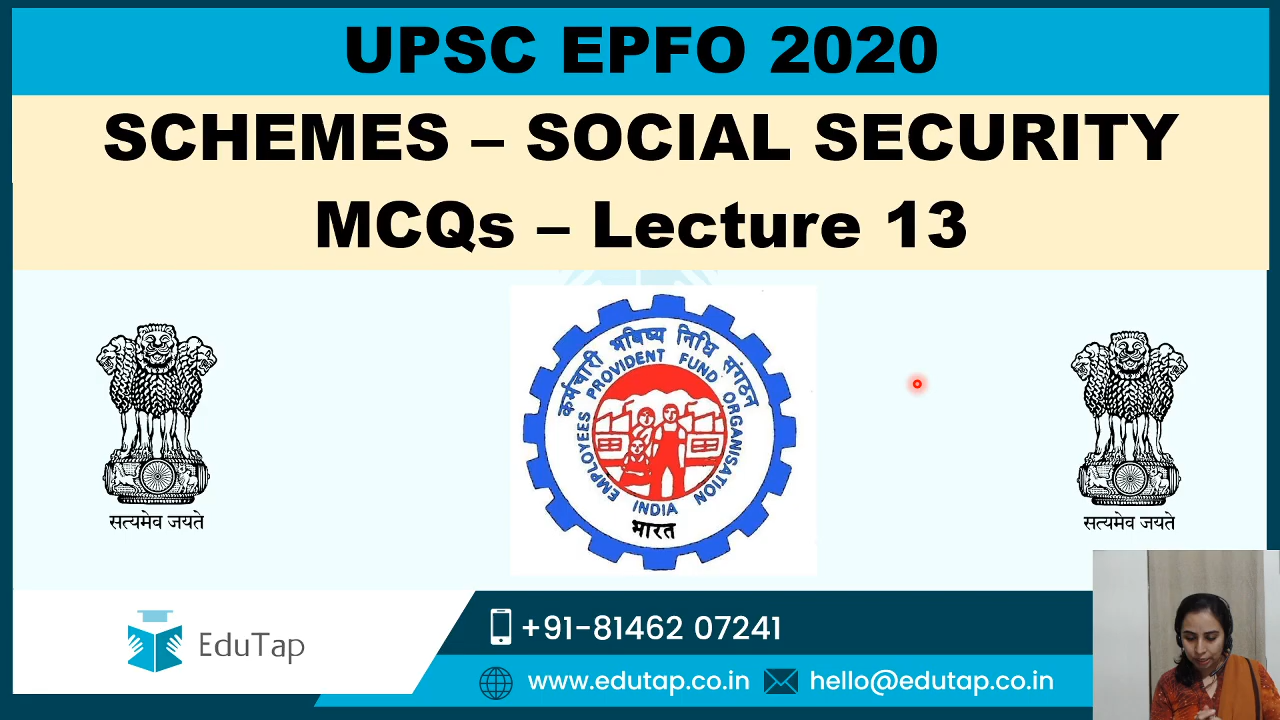 UPSC EPFO 2020
SCHEMES – SOCIAL SECURITY
MCQs – Lecture 13
कर्मचारी भविष्य निधि संगठन
EMPLOYEES PROVIDENT FUND ORGANISATION
INDIA
भारत
सत्यमेव जयते
सत्यमेव जयते
EduTap
+91-81462 07241
www.edutap.co.in
hello@edutap.co.in